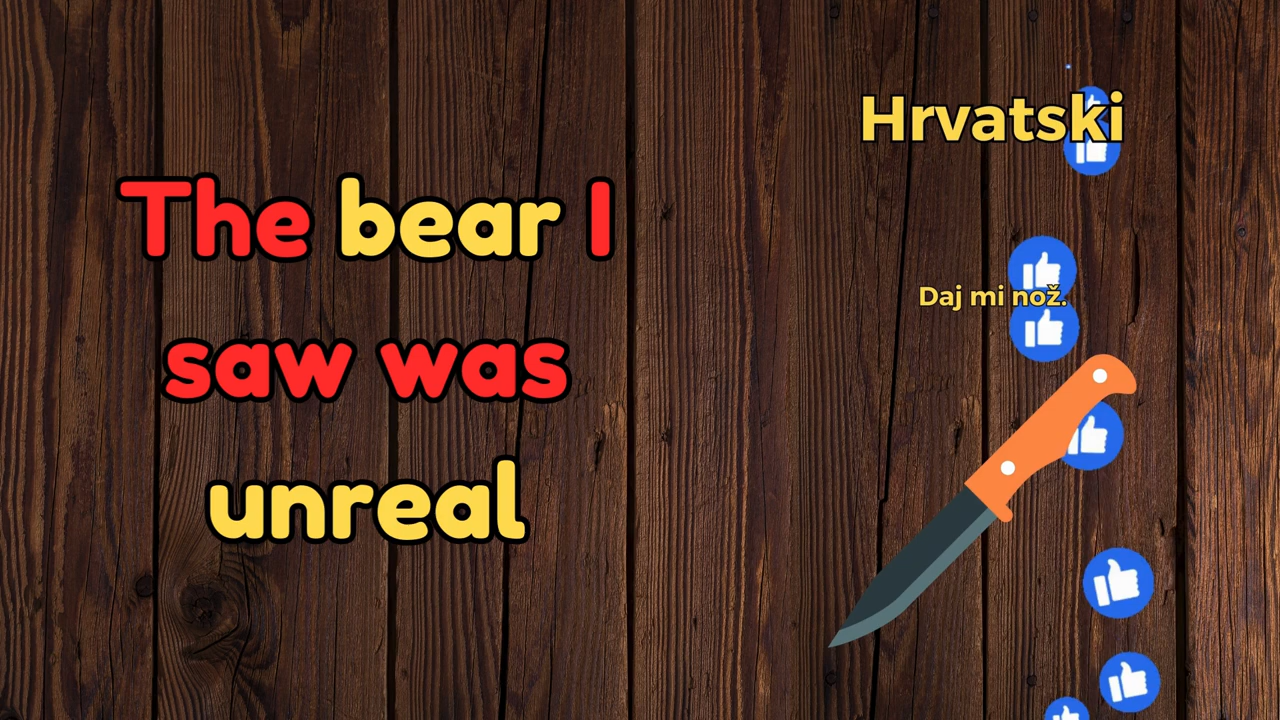 The bear I
saw was
unreal
Hrvatski
Daj mi nož.